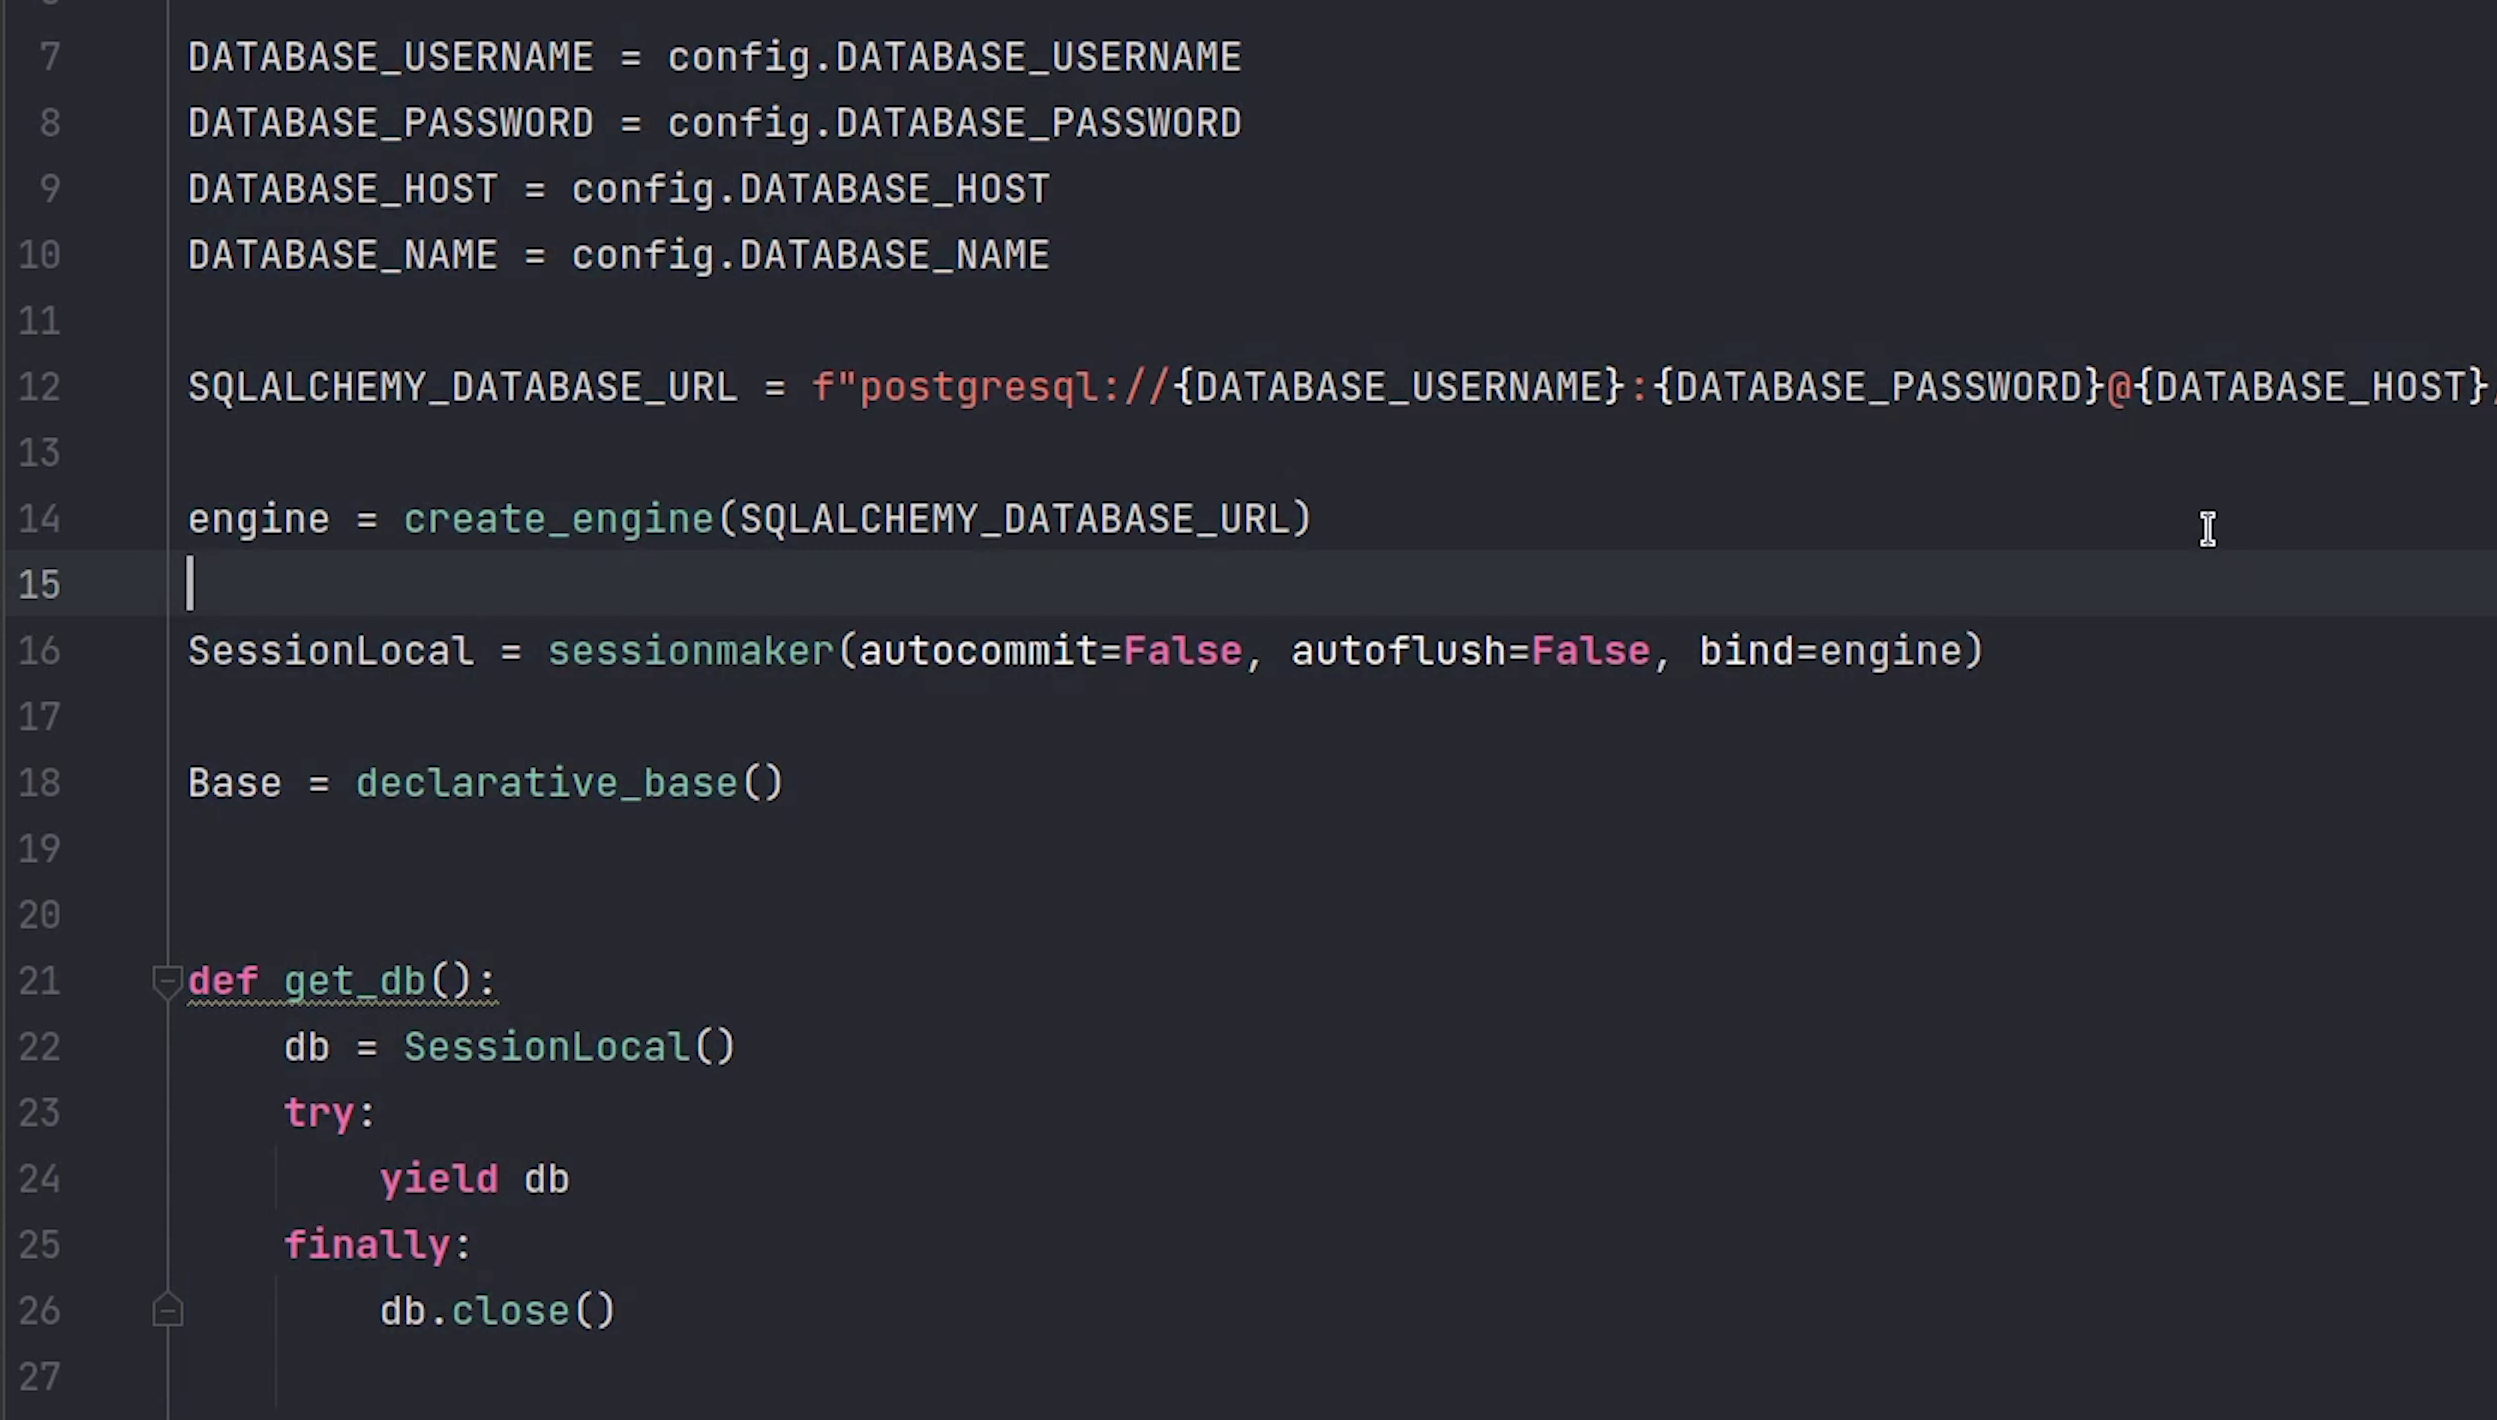 7 DATABASE_USERNAME = config.DATABASE_USERNAME
8 DATABASE_PASSWORD = config.DATABASE_PASSWORD
9 DATABASE_HOST = config.DATABASE_HOST
10 DATABASE_NAME = config.DATABASE_NAME
11
12 SQLALCHEMY_DATABASE_URL = f"postgresql://{DATABASE_USERNAME}:{DATABASE_PASSWORD}@{DATABASE_HOST}
13
14 engine = create_engine(SQLALCHEMY_DATABASE_URL)
15
16 SessionLocal = sessionmaker(autocommit=False, autoflush=False, bind=engine)
17
18 Base = declarative_base()
19
20
21 def get_db():
22     db = SessionLocal()
23     try:
24         yield db
25     finally:
26         db.close()
27